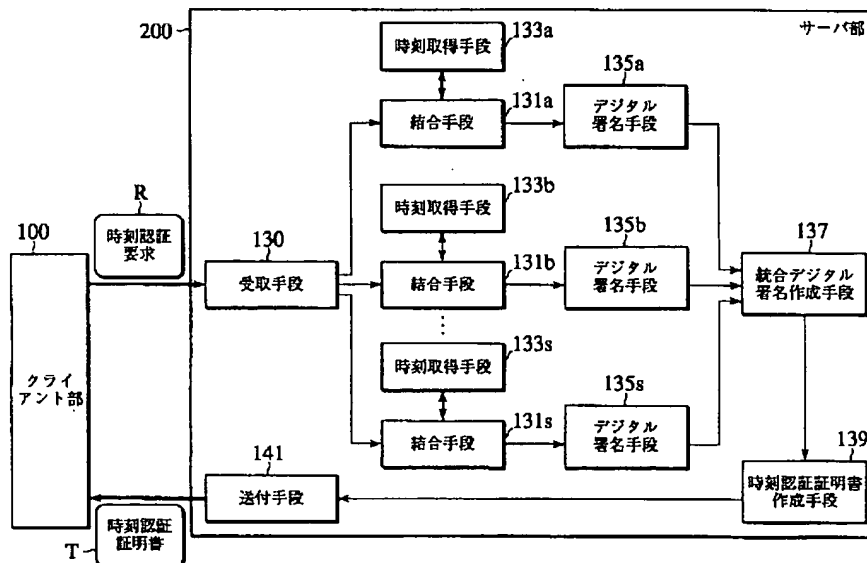 200
サーバ部
133a
時刻取得手段
131a
結合手段
135a
デジタル
署名手段
R
時刻認証
要求
100
クライ
アント部
130
受取手段
133b
時刻取得手段
131b
結合手段
135b
デジタル
署名手段
137
統合デジタル
署名作成手段
⋮
133s
時刻取得手段
131s
結合手段
135s
デジタル
署名手段
139
時刻認証証明書
作成手段
141
送付手段
時刻認証
証明書
T